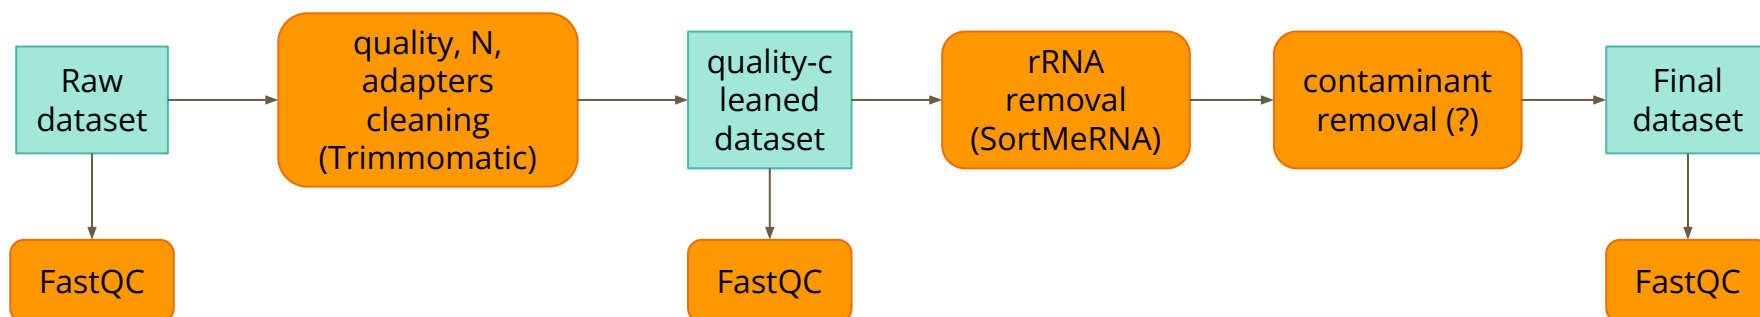 Raw
dataset
quality, N,
adapters
cleaning
(Trimmomatic)
quality-c
leaned
dataset
rRNA
removal
(SortMeRNA)
contaminant
removal (?)
Final
dataset
FastQC
FastQC
FastQC